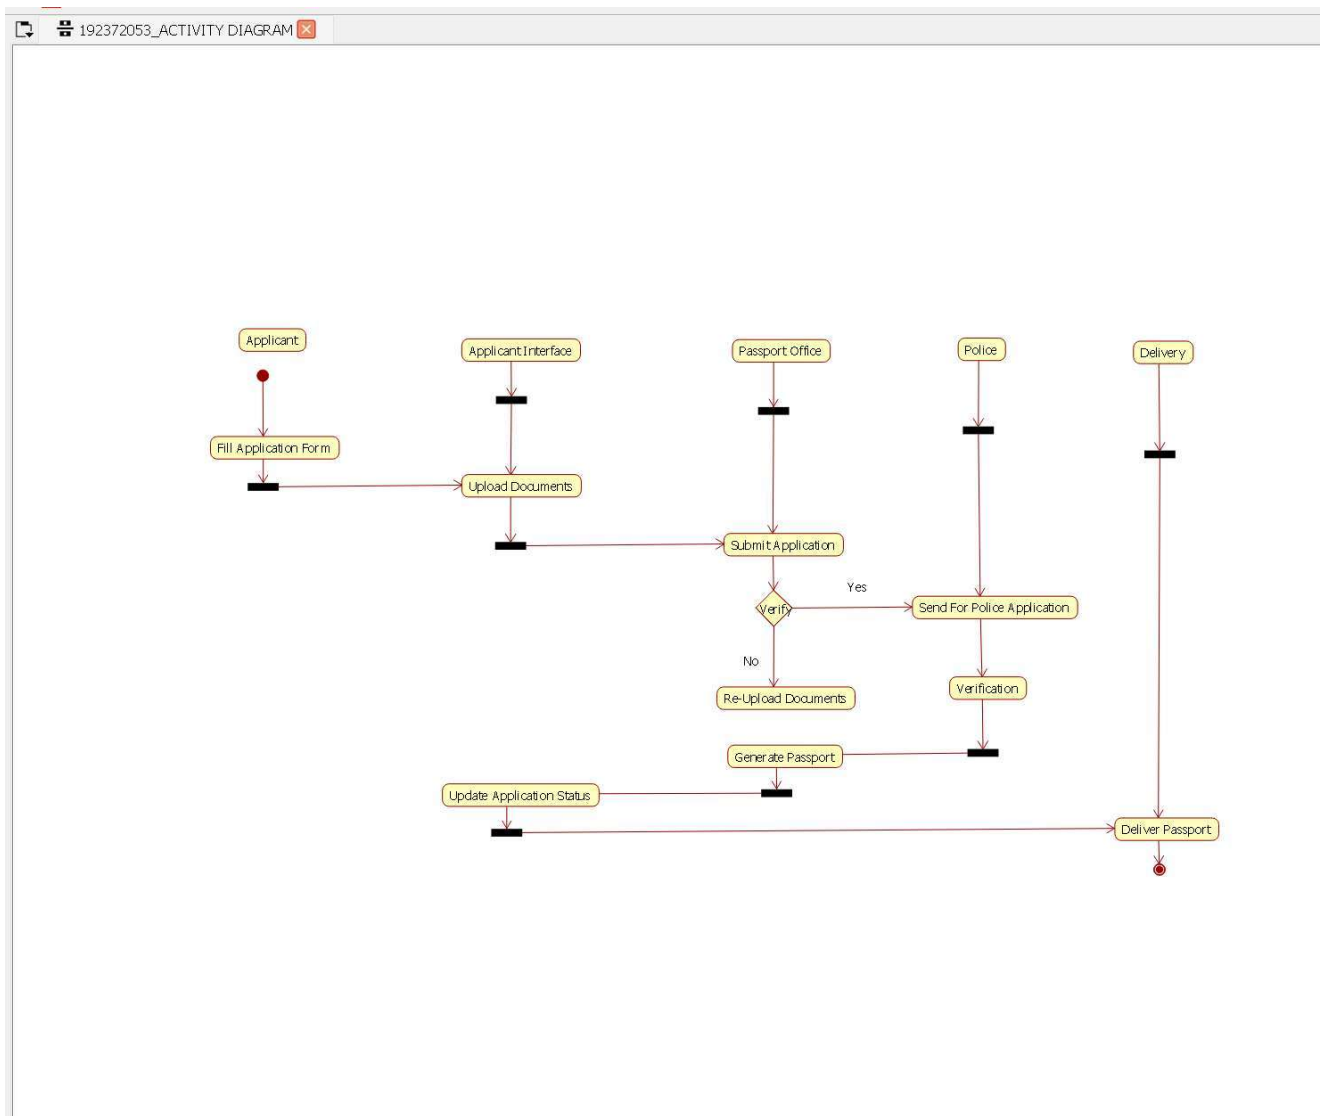 192372053_ACTIVITY DIAGRAM
Applicant
Applicant Interface
Passport Office
Police
Delivery
Fill Application Form
Upload Documents
Submit Application
Yes
Verify
Send For Police Application
No
Verification
Re-Upload Documents
Generate Passport
Update Application Status
Deliver Passport